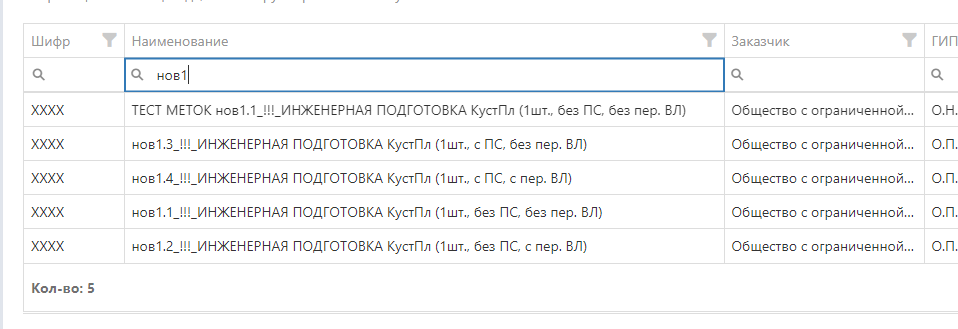 Шифр Наименование Заказчик ГИП
нов1
XXXX ТЕСТ МЕТОК нов1.1_!!!_ИНЖЕНЕРНАЯ ПОДГОТОВКА КустПл (1шт., без ПС, без пер. ВЛ) Общество с ограниченной... О.Н.
XXXX нов1.3_!!!_ИНЖЕНЕРНАЯ ПОДГОТОВКА КустПл (1шт., с ПС, без пер. ВЛ) Общество с ограниченной... О.П.
XXXX нов1.4_!!!_ИНЖЕНЕРНАЯ ПОДГОТОВКА КустПл (1шт., с ПС, с пер. ВЛ) Общество с ограниченной... О.П.
XXXX нов1.1_!!!_ИНЖЕНЕРНАЯ ПОДГОТОВКА КустПл (1шт., без ПС, без пер. ВЛ) Общество с ограниченной... О.П.
XXXX нов1.2_!!!_ИНЖЕНЕРНАЯ ПОДГОТОВКА КустПл (1шт., без ПС, с пер. ВЛ) Общество с ограниченной... О.П.
Кол-во: 5